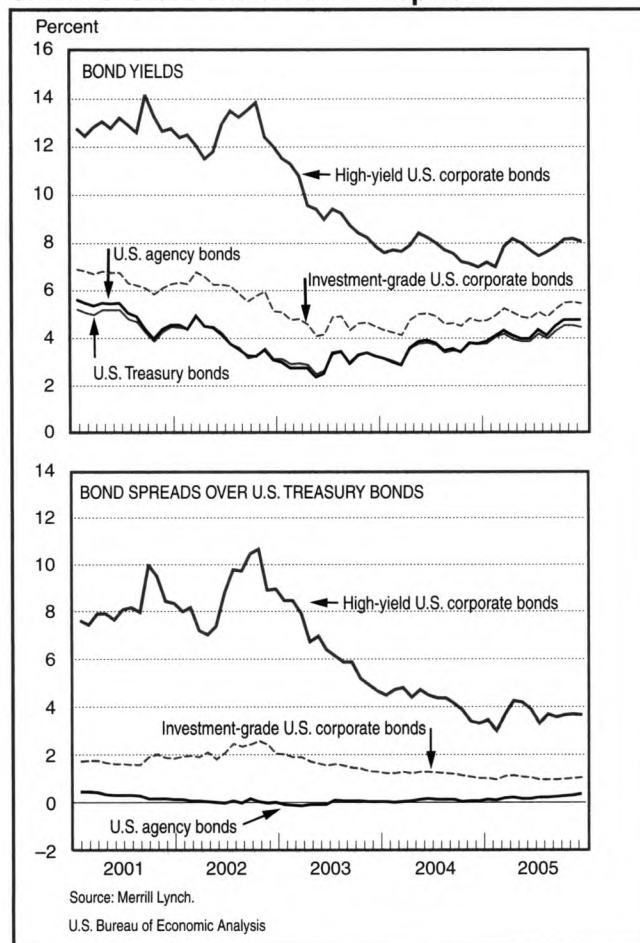 Percent
16
BOND YIELDS
14
12
10
High-yield U.S. corporate bonds
8
U.S. agency bonds
Investment-grade U.S. corporate bonds
6
4
U.S. Treasury bonds
2
0
14
BOND SPREADS OVER U.S. TREASURY BONDS
12
10
High-yield U.S. corporate bonds
8
6
4
Investment-grade U.S. corporate bonds
2
0
U.S. agency bonds
–2
2001 2002 2003 2004 2005
Source: Merrill Lynch.
U.S. Bureau of Economic Analysis